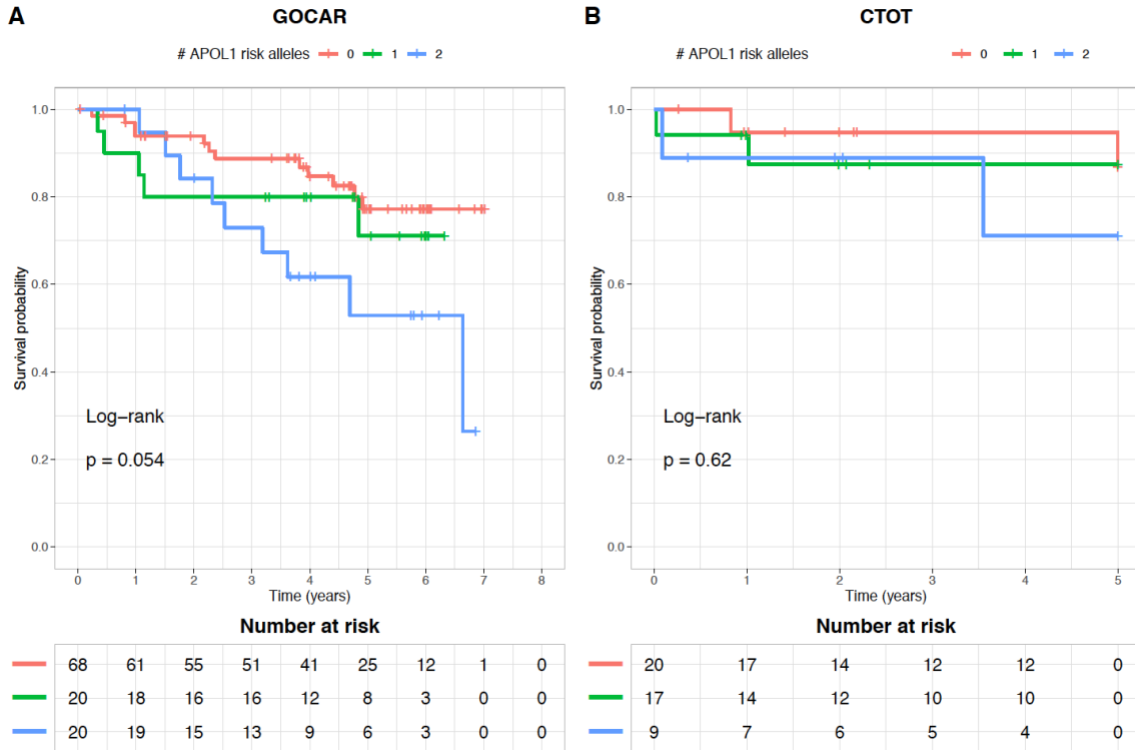 A
GOCAR
# APOL1 risk alleles 0 1 2
Survival probability
1.0
0.8
0.6
0.4
0.2
0.0
Log-rank
p = 0.054
0 1 2 3 4 5 6 7 8
Time (years)
Number at risk
68 61 55 51 41 25 12 1 0
20 18 16 16 12 8 3 0 0
20 19 15 13 9 6 3 0 0
B
CTOT
# APOL1 risk alleles 0 1 2
Survival probability
1.0
0.8
0.6
0.4
0.2
0.0
Log-rank
p = 0.62
0 1 2 3 4 5
Time (years)
Number at risk
20 17 14 12 12 0
17 14 12 10 10 0
9 7 6 5 4 0